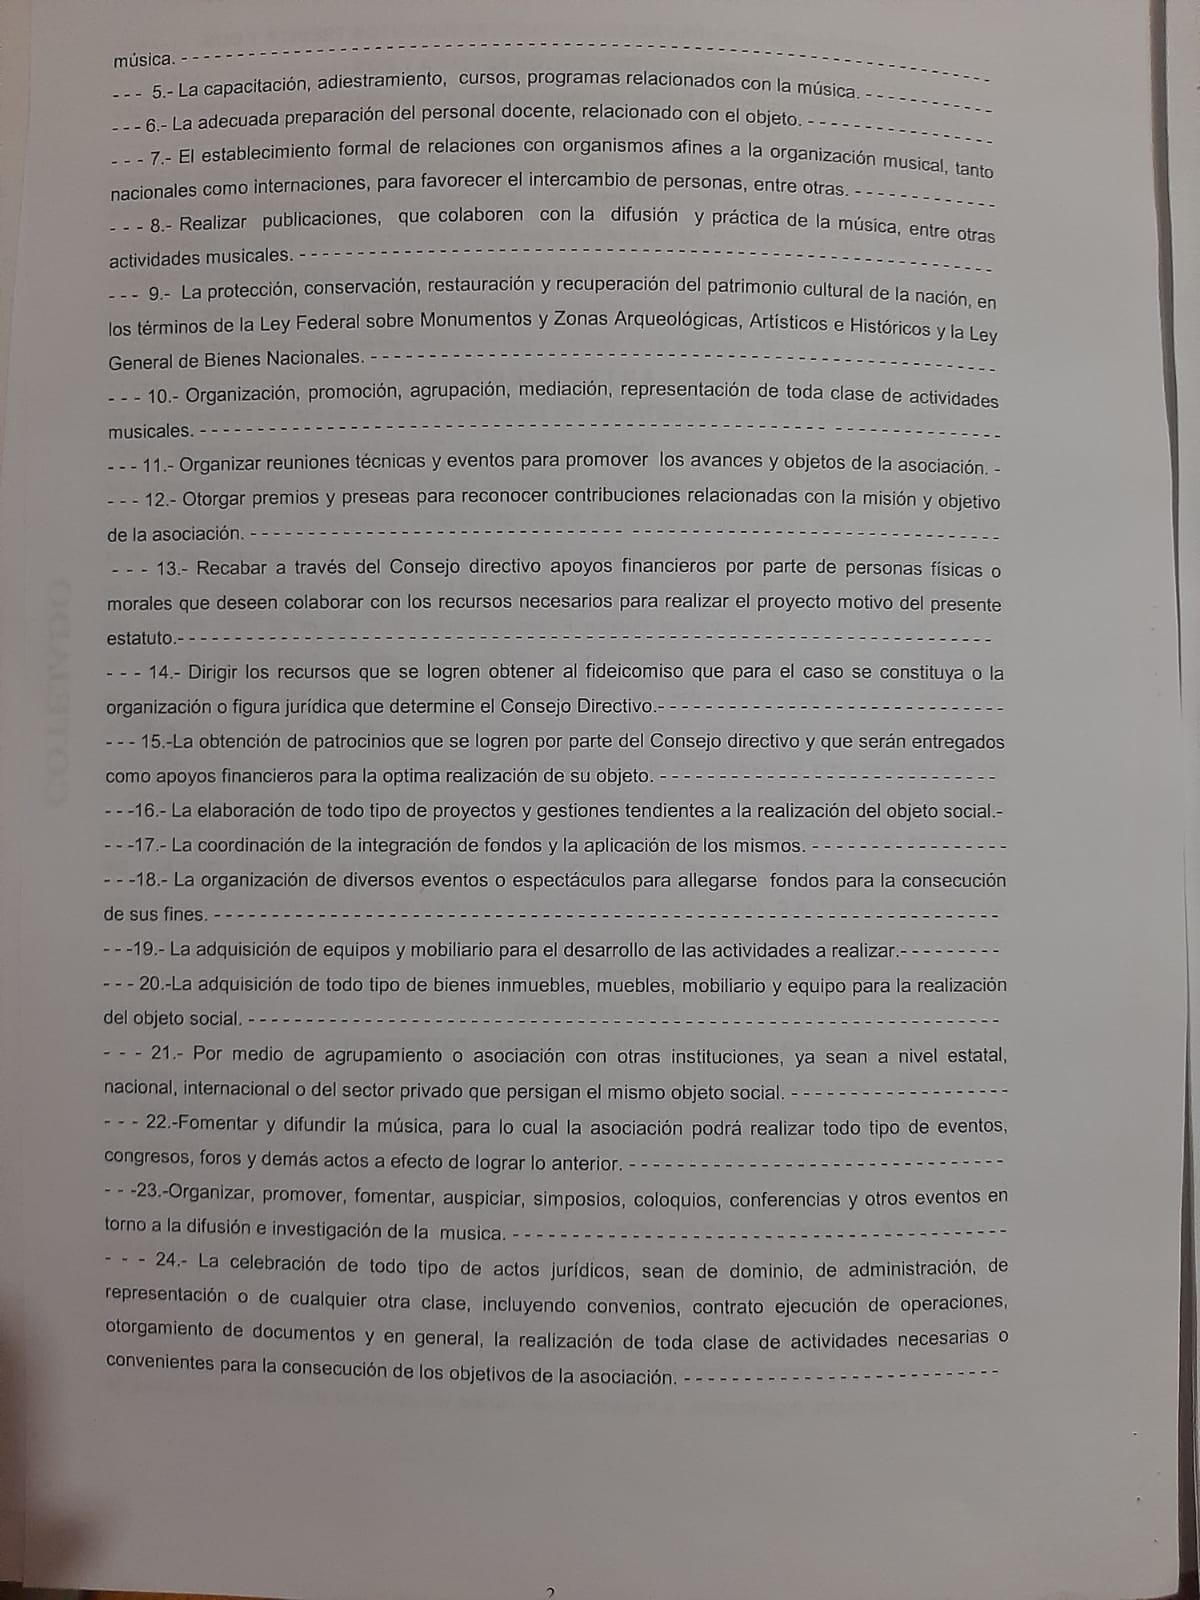 música. - - - - - - - - - - - - - - - - - - - - - - - - - - - - - - - - - - - - - - - - - - - - - - - - - - - - - - - - - - - - - - - -
- - - 5.- La capacitación, adiestramiento, cursos, programas relacionados con la música. - - - - - - - - - - - -
- - - 6.- La adecuada preparación del personal docente, relacionado con el objeto. - - - - - - - - - - - - - - - - -
- - - 7.- El establecimiento formal de relaciones con organismos afines a la organización musical, tanto
nacionales como internaciones, para favorecer el intercambio de personas, entre otras. - - - - - - - - - - - - -
- - - 8.- Realizar publicaciones, que colaboren con la difusión y práctica de la música, entre otras
actividades musicales. - - - - - - - - - - - - - - - - - - - - - - - - - - - - - - - - - - - - - - - - - - - - - - - - - - - - - - -
- - - 9.- La protección, conservación, restauración y recuperación del patrimonio cultural de la nación, en
los términos de la Ley Federal sobre Monumentos y Zonas Arqueológicas, Artísticos e Históricos y la Ley
General de Bienes Nacionales. - - - - - - - - - - - - - - - - - - - - - - - - - - - - - - - - - - - - - - - - - - - - - - - - -
- - - 10.- Organización, promoción, agrupación, mediación, representación de toda clase de actividades
musicales. - - - - - - - - - - - - - - - - - - - - - - - - - - - - - - - - - - - - - - - - - - - - - - - - - - - - - - - - - - - - - -
- - - 11.- Organizar reuniones técnicas y eventos para promover los avances y objetos de la asociación. -
- - - 12.- Otorgar premios y preseas para reconocer contribuciones relacionadas con la misión y objetivo
de la asociación. - - - - - - - - - - - - - - - - - - - - - - - - - - - - - - - - - - - - - - - - - - - - - - - - - - - - - - - - - -
- - - 13.- Recabar a través del Consejo directivo apoyos financieros por parte de personas físicas o
morales que deseen colaborar con los recursos necesarios para realizar el proyecto motivo del presente
estatuto.- - - - - - - - - - - - - - - - - - - - - - - - - - - - - - - - - - - - - - - - - - - - - - - - - - - - - - - - - - - - - - -
- - - 14.- Dirigir los recursos que se logren obtener al fideicomiso que para el caso se constituya o la
organización o figura jurídica que determine el Consejo Directivo.- - - - - - - - - - - - - - - - - - - - - - - - - - - -
- - - 15.-La obtención de patrocinios que se logren por parte del Consejo directivo y que serán entregados
como apoyos financieros para la optima realización de su objeto. - - - - - - - - - - - - - - - - - - - - - - - - - - -
- - -16.- La elaboración de todo tipo de proyectos y gestiones tendientes a la realización del objeto social.-
- - -17.- La coordinación de la integración de fondos y la aplicación de los mismos. - - - - - - - - - - - - - - - - -
- - -18.- La organización de diversos eventos o espectáculos para allegarse fondos para la consecución
de sus fines. - - - - - - - - - - - - - - - - - - - - - - - - - - - - - - - - - - - - - - - - - - - - - - - - - - - - - - - - - - - - -
- - -19.- La adquisición de equipos y mobiliario para el desarrollo de las actividades a realizar.- - - - - - - - -
- - - 20.-La adquisición de todo tipo de bienes inmuebles, muebles, mobiliario y equipo para la realización
del objeto social. - - - - - - - - - - - - - - - - - - - - - - - - - - - - - - - - - - - - - - - - - - - - - - - - - - - - - - - - - -
- - - 21.- Por medio de agrupamiento o asociación con otras instituciones, ya sean a nivel estatal,
nacional, internacional o del sector privado que persigan el mismo objeto social. - - - - - - - - - - - - - - - - - -
- - - 22.-Fomentar y difundir la música, para lo cual la asociación podrá realizar todo tipo de eventos,
congresos, foros y demás actos a efecto de lograr lo anterior. - - - - - - - - - - - - - - - - - - - - - - - - - - - - - -
- - -23.-Organizar, promover, fomentar, auspiciar, simposios, coloquios, conferencias y otros eventos en
torno a la difusión e investigación de la musica. - - - - - - - - - - - - - - - - - - - - - - - - - - - - - - - - - - - - - - -
- - - 24.- La celebración de todo tipo de actos jurídicos, sean de dominio, de administración, de
representación o de cualquier otra clase, incluyendo convenios, contrato ejecución de operaciones,
otorgamiento de documentos y en general, la realización de toda clase de actividades necesarias o
convenientes para la consecución de los objetivos de la asociación. - - - - - - - - - - - - - - - - - - - - - - - - -